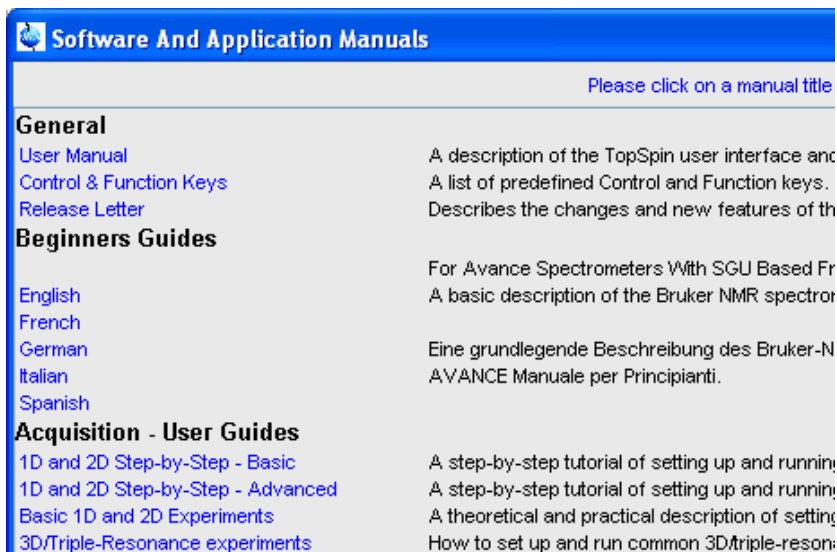 Software And Application Manuals
Please click on a manual title
General
User Manual A description of the TopSpin user interface and
Control & Function Keys A list of predefined Control and Function keys.
Release Letter Describes the changes and new features of th
Beginners Guides
For Avance Spectrometers With SGU Based Fr
English A basic description of the Bruker NMR spectror
French
German Eine grundlegende Beschreibung des Bruker-N
Italian AVANCE Manuale per Principianti.
Spanish
Acquisition - User Guides
1D and 2D Step-by-Step - Basic A step-by-step tutorial of setting up and running
1D and 2D Step-by-Step - Advanced A step-by-step tutorial of setting up and running
Basic 1D and 2D Experiments A theoretical and practical description of setting
3D/Triple-Resonance experiments How to set up and run common 3D/triple-resona